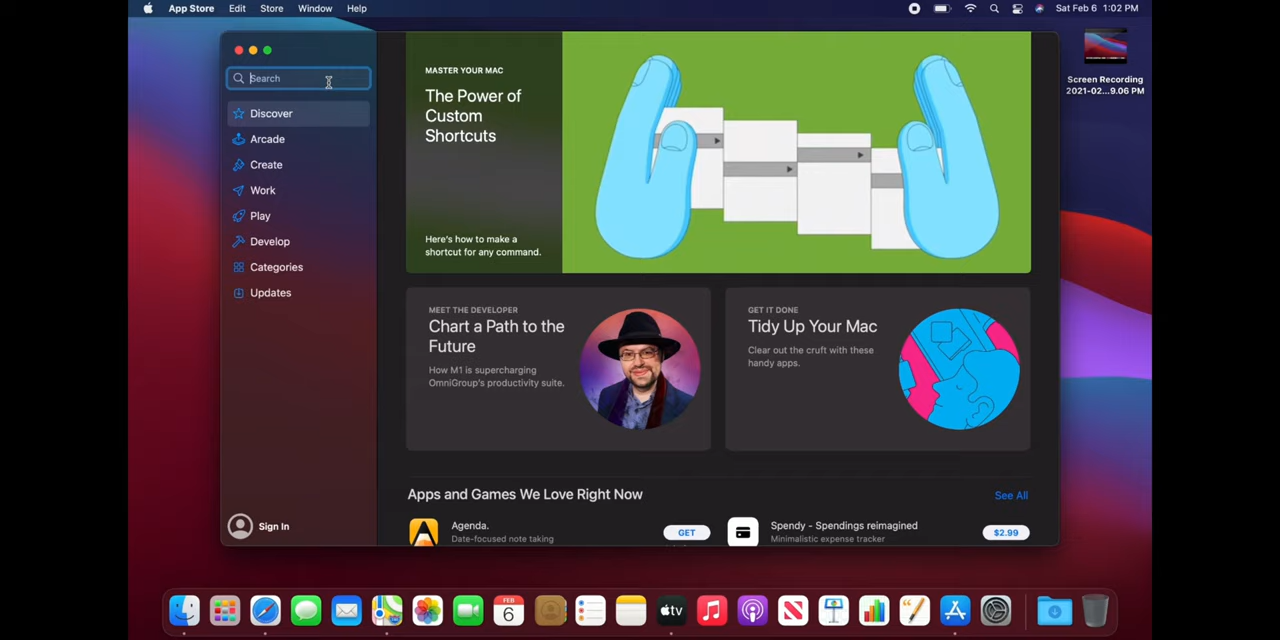 App Store Edit Store Window Help
Sat Feb 6 1:02 PM
Screen Recording
2021-02...9.06 PM
Search
Discover
Arcade
Create
Work
Play
Develop
Categories
Updates
Sign In
MASTER YOUR MAC
The Power of
Custom
Shortcuts
Here's how to make a
shortcut for any command.
MEET THE DEVELOPER
Chart a Path to the
Future
How M1 is supercharging
OmniGroup's productivity suite.
GET IT DONE
Tidy Up Your Mac
Clear out the cruft with these
handy apps.
Apps and Games We Love Right Now
See All
Agenda.
Date-focused note taking
GET
Spendy - Spendings reimagined
Minimalistic expense tracker
$2.99
FEB
6
tv